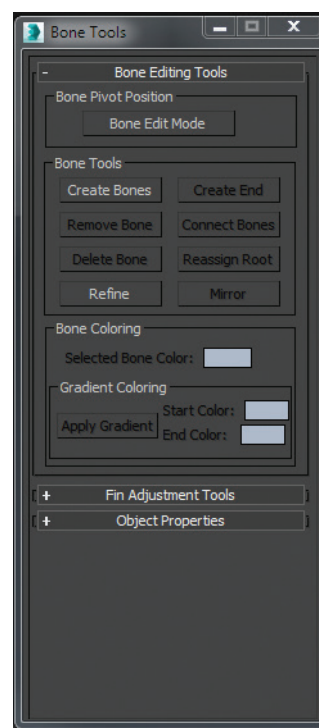 Bone Tools
- Bone Editing Tools
Bone Pivot Position
Bone Edit Mode
Bone Tools
Create Bones Create End
Remove Bone Connect Bones
Delete Bone Reassign Root
Refine Mirror
Bone Coloring
Selected Bone Color:
Gradient Coloring
Apply Gradient Start Color:
End Color:
+ Fin Adjustment Tools
+ Object Properties